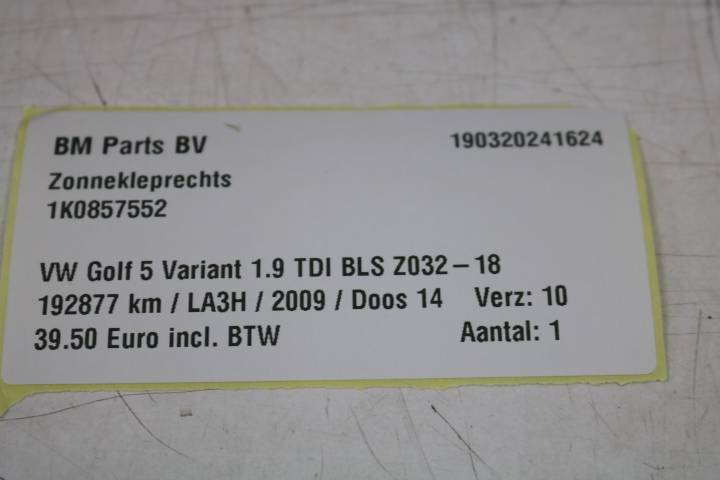 BM Parts BV 190320241624
Zonnekleprechts
1K0857552
VW Golf 5 Variant 1.9 TDI BLS Z032-18
192877 km / LA3H / 2009 / Doos 14 Verz: 10
39.50 Euro incl. BTW Aantal: 1